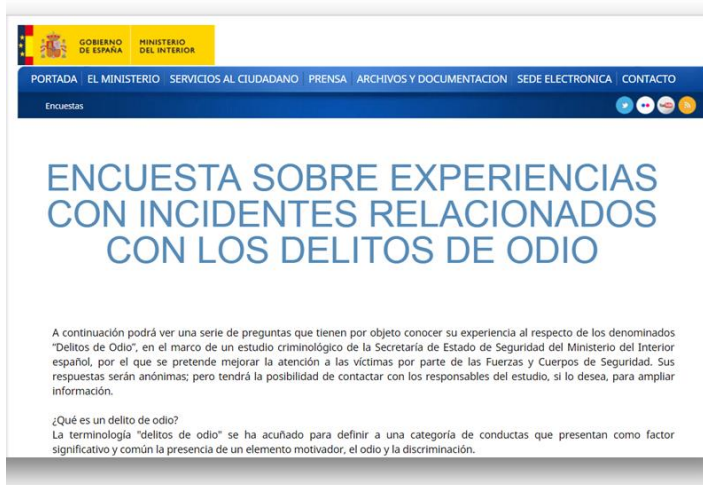 GOBIERNO DE ESPAÑA
MINISTERIO DEL INTERIOR
PORTADA EL MINISTERIO SERVICIOS AL CIUDADANO PRENSA ARCHIVOS Y DOCUMENTACION SEDE ELECTRONICA CONTACTO
Encuestas
ENCUESTA SOBRE EXPERIENCIAS
CON INCIDENTES RELACIONADOS
CON LOS DELITOS DE ODIO
A continuación podrá ver una serie de preguntas que tienen por objeto conocer su experiencia al respecto de los denominados
"Delitos de Odio", en el marco de un estudio criminológico de la Secretaría de Estado de Seguridad del Ministerio del Interior
español, por el que se pretende mejorar la atención a las víctimas por parte de las Fuerzas y Cuerpos de Seguridad. Sus
respuestas serán anónimas; pero tendrá la posibilidad de contactar con los responsables del estudio, si lo desea, para ampliar
información.
¿Qué es un delito de odio?
La terminología "delitos de odio" se ha acuñado para definir a una categoría de conductas que presentan como factor
significativo y común la presencia de un elemento motivador, el odio y la discriminación.